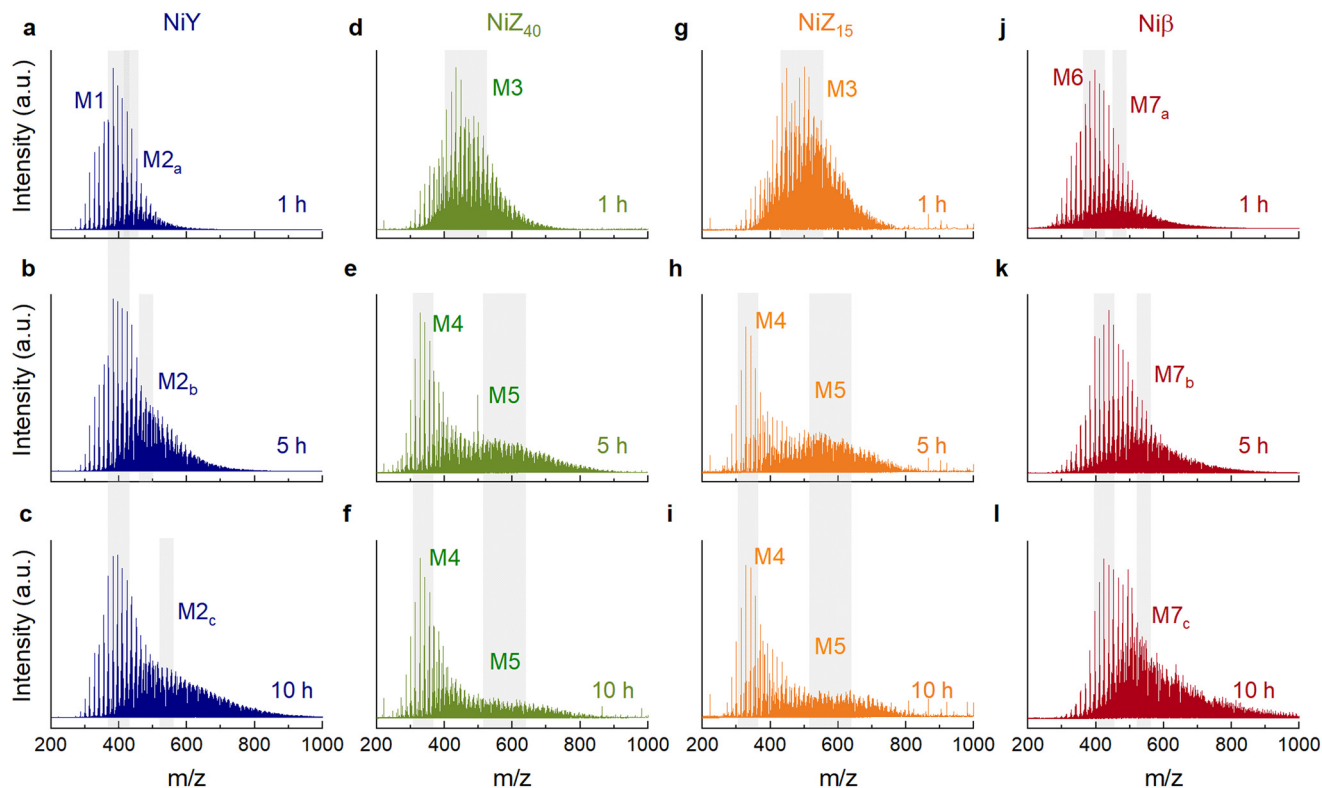 a NiY
Intensity (a.u.)
M1
M2a
1 h
d NiZ40
M3
1 h
g NiZ15
M3
1 h
j Niβ
M6
M7a
1 h
b
Intensity (a.u.)
M2b
5 h
e
M4
M5
5 h
h
M4
M5
5 h
k
M7b
5 h
c
Intensity (a.u.)
M2c
10 h
200 400 600 800 1000
m/z
f
M4
M5
10 h
200 400 600 800 1000
m/z
i
M4
M5
10 h
200 400 600 800 1000
m/z
l
M7c
10 h
200 400 600 800 1000
m/z